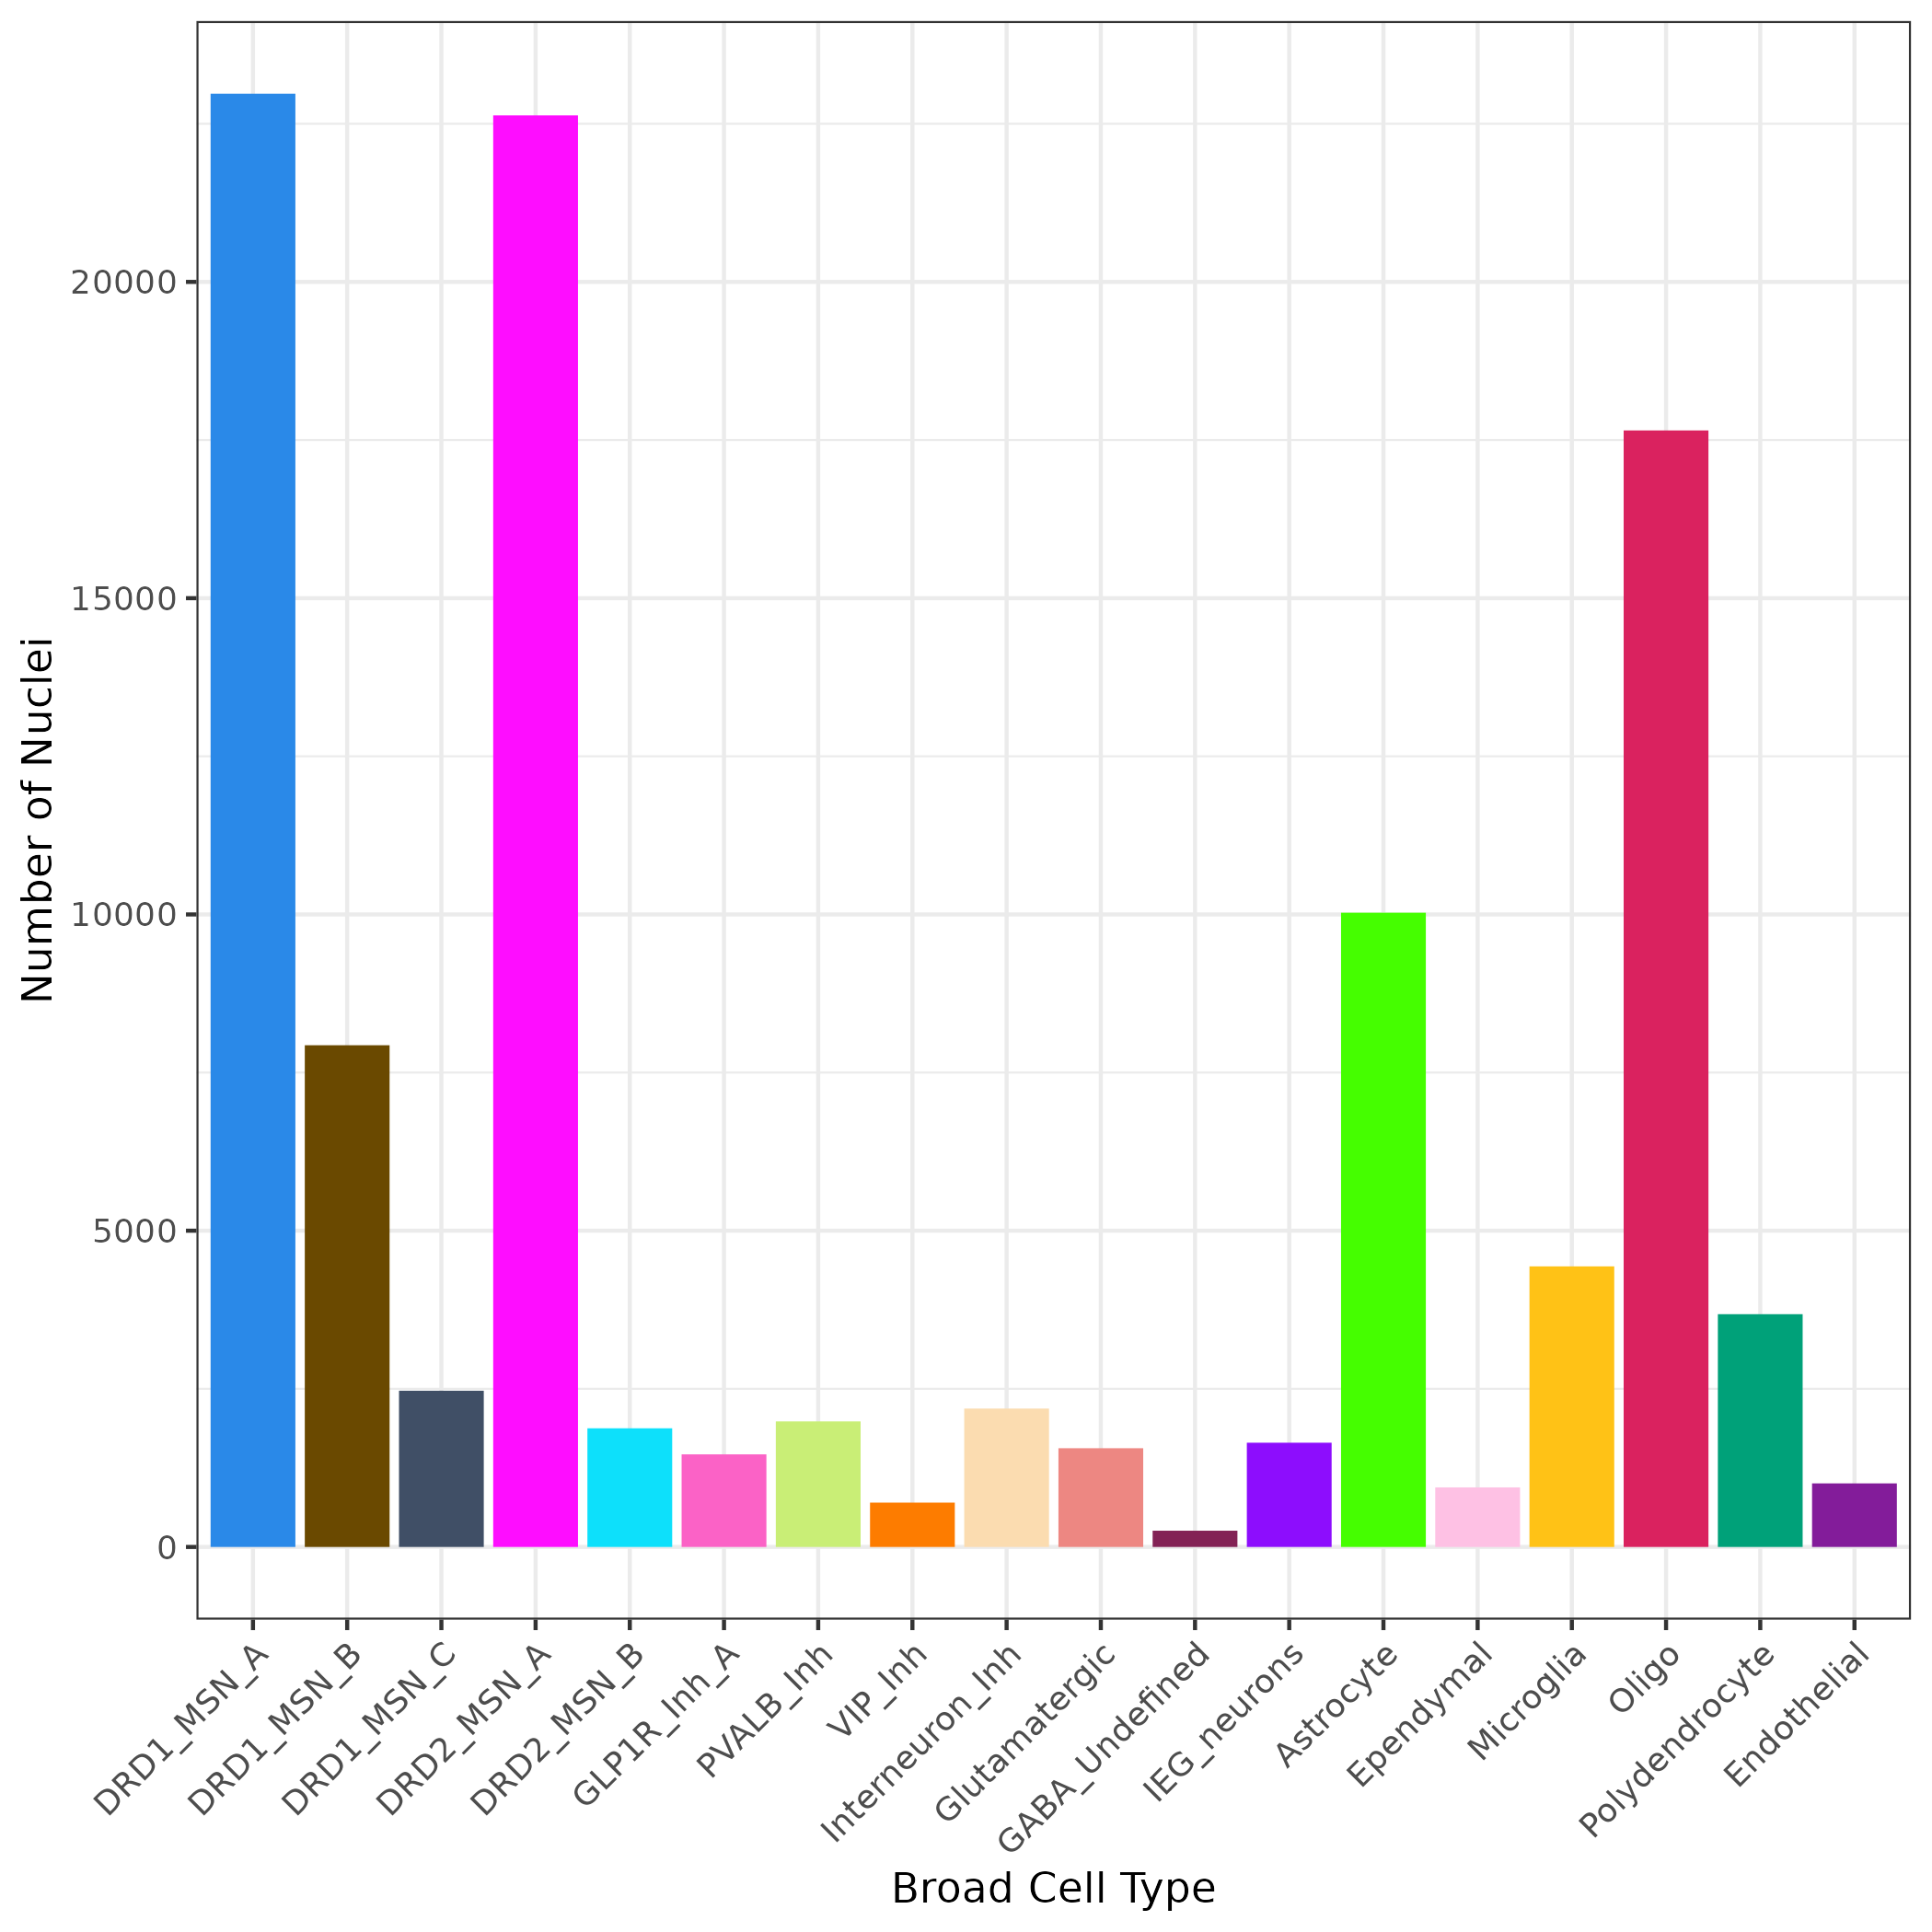 Number of Nuclei
20000
15000
10000
5000
0
DRD1_MSN_A
DRD1_MSN_B
DRD1_MSN_C
DRD2_MSN_A
DRD2_MSN_B
GLP1R_Inh_A
PVALB_Inh
VIP_Inh
Interneuron_Inh
Glutamatergic
GABA_Undefined
IEG_neurons
Astrocyte
Ependymal
Microglia
Oligo
Polydendrocyte
Endothelial
Broad Cell Type